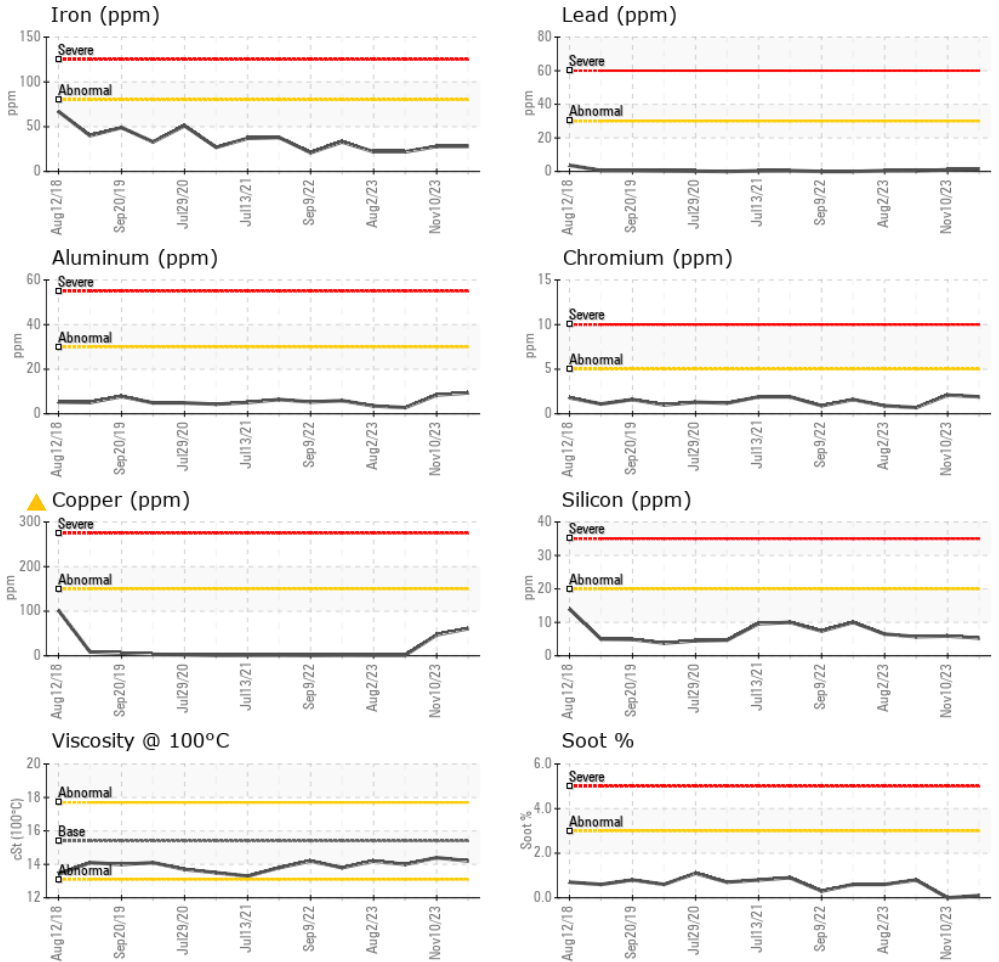 Iron (ppm)
150
100
50
0
ppm
Severe
Abnormal
Aug12/18
Sep20/19
Jul29/20
Jul13/21
Sep9/22
Aug2/23
Nov10/23
Lead (ppm)
80
60
40
20
0
ppm
Severe
Abnormal
Aug12/18
Sep20/19
Jul29/20
Jul13/21
Sep9/22
Aug2/23
Nov10/23
Aluminum (ppm)
60
40
20
0
ppm
Severe
Abnormal
Aug12/18
Sep20/19
Jul29/20
Jul13/21
Sep9/22
Aug2/23
Nov10/23
Chromium (ppm)
15
10
5
0
ppm
Severe
Abnormal
Aug12/18
Sep20/19
Jul29/20
Jul13/21
Sep9/22
Aug2/23
Nov10/23
Copper (ppm)
300
200
100
0
ppm
Severe
Abnormal
Aug12/18
Sep20/19
Jul29/20
Jul13/21
Sep9/22
Aug2/23
Nov10/23
Silicon (ppm)
40
30
20
10
0
ppm
Severe
Abnormal
Aug12/18
Sep20/19
Jul29/20
Jul13/21
Sep9/22
Aug2/23
Nov10/23
Viscosity @ 100°C
20
18
16
14
12
cSt (100°C)
Abnormal
Base
Abnormal
Aug12/18
Sep20/19
Jul29/20
Jul13/21
Sep9/22
Aug2/23
Nov10/23
Soot %
6.0
4.0
2.0
0.0
Soot %
Severe
Abnormal
Aug12/18
Sep20/19
Jul29/20
Jul13/21
Sep9/22
Aug2/23
Nov10/23